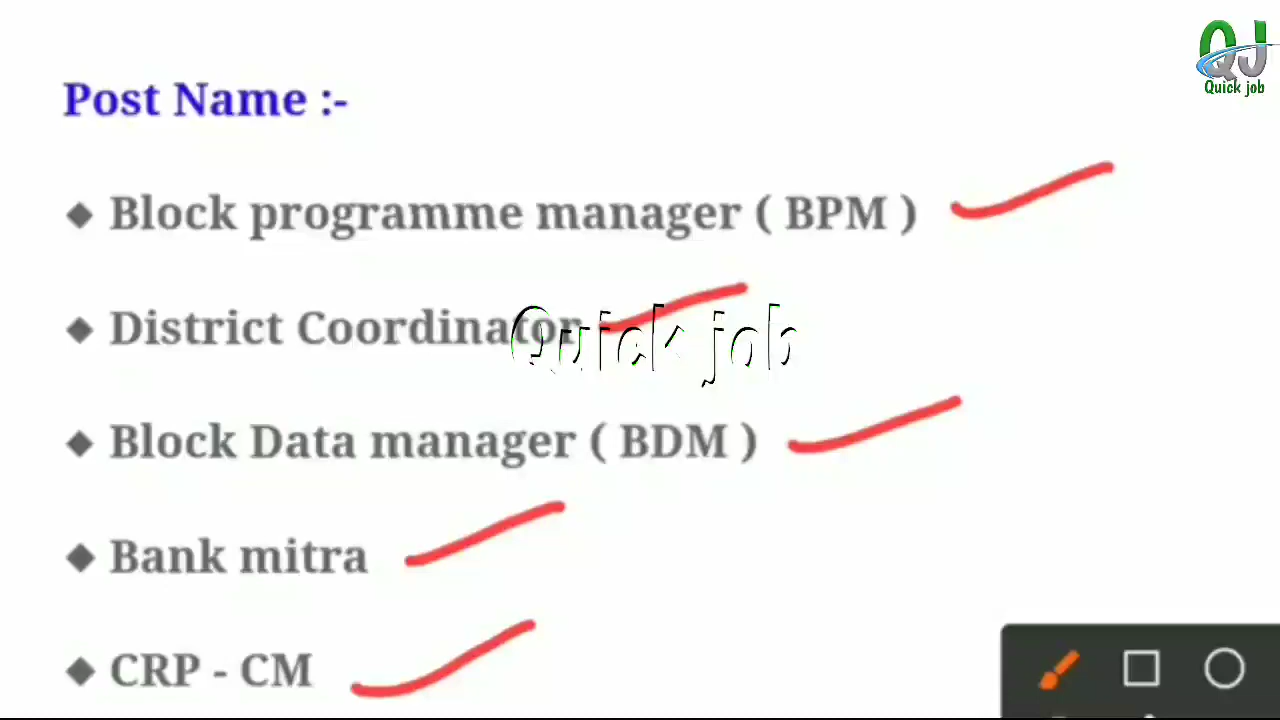 QJ
Quick job
Post Name :-
◆ Block programme manager ( BPM )
◆ District Coordinator
Quick job
◆ Block Data manager ( BDM )
◆ Bank mitra
◆ CRP - CM